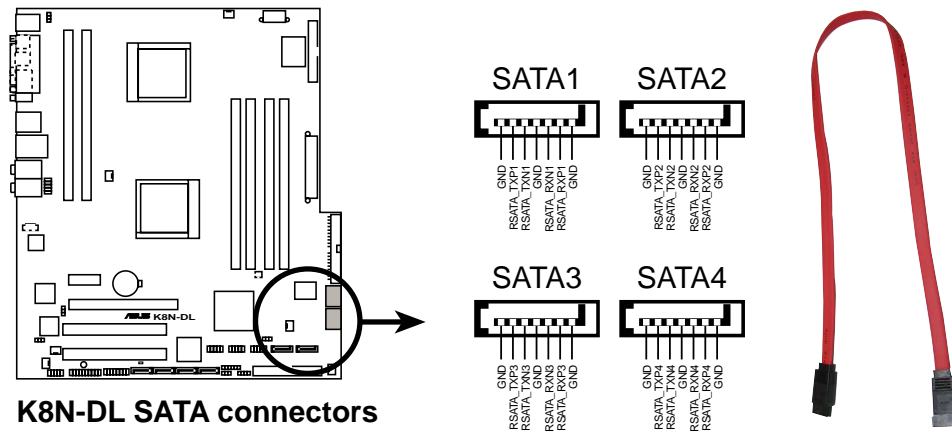 SATA1
GND
RSATA_TXP1
RSATA_TXN1
GND
RSATA_RXN1
RSATA_RXP1
GND
SATA2
GND
RSATA_TXP2
RSATA_TXN2
GND
RSATA_RXN2
RSATA_RXP2
GND
SATA3
GND
RSATA_TXP3
RSATA_TXN3
GND
RSATA_RXN3
RSATA_RXP3
GND
SATA4
GND
RSATA_TXP4
RSATA_TXN4
GND
RSATA_RXN4
RSATA_RXP4
GND
ASUS K8N-DL
K8N-DL SATA connectors